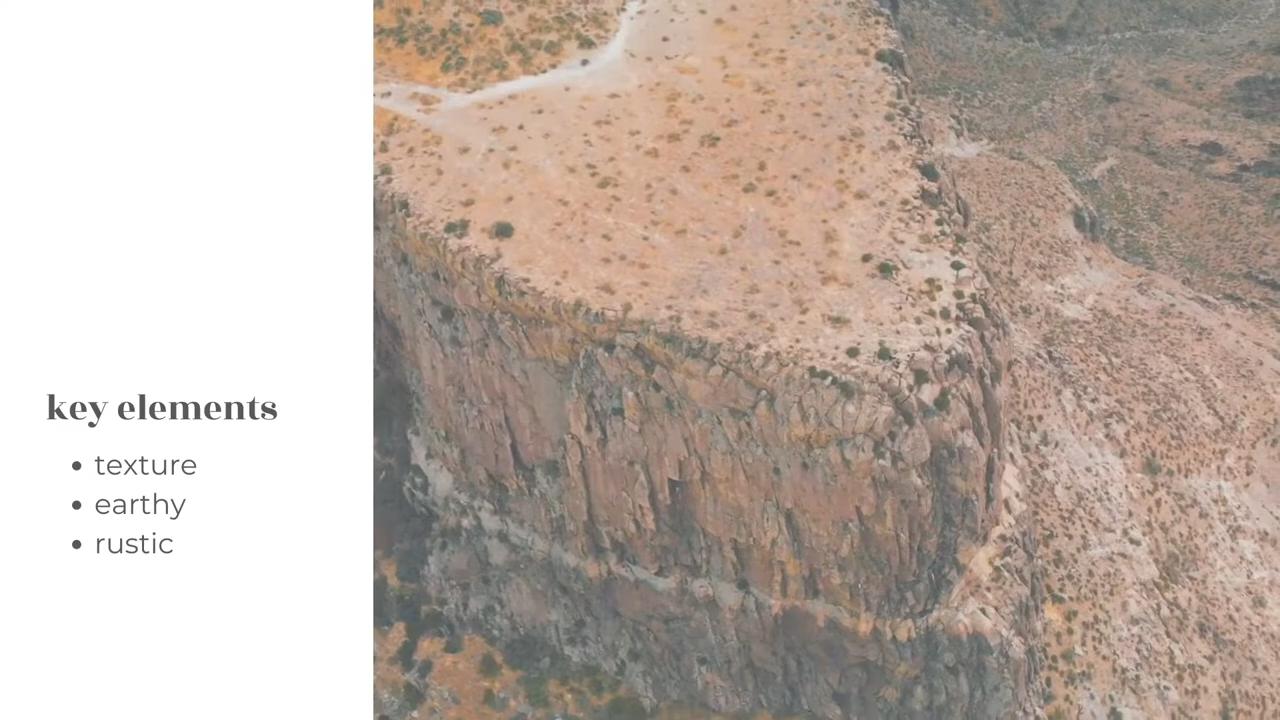 key elements
• texture
• earthy
• rustic